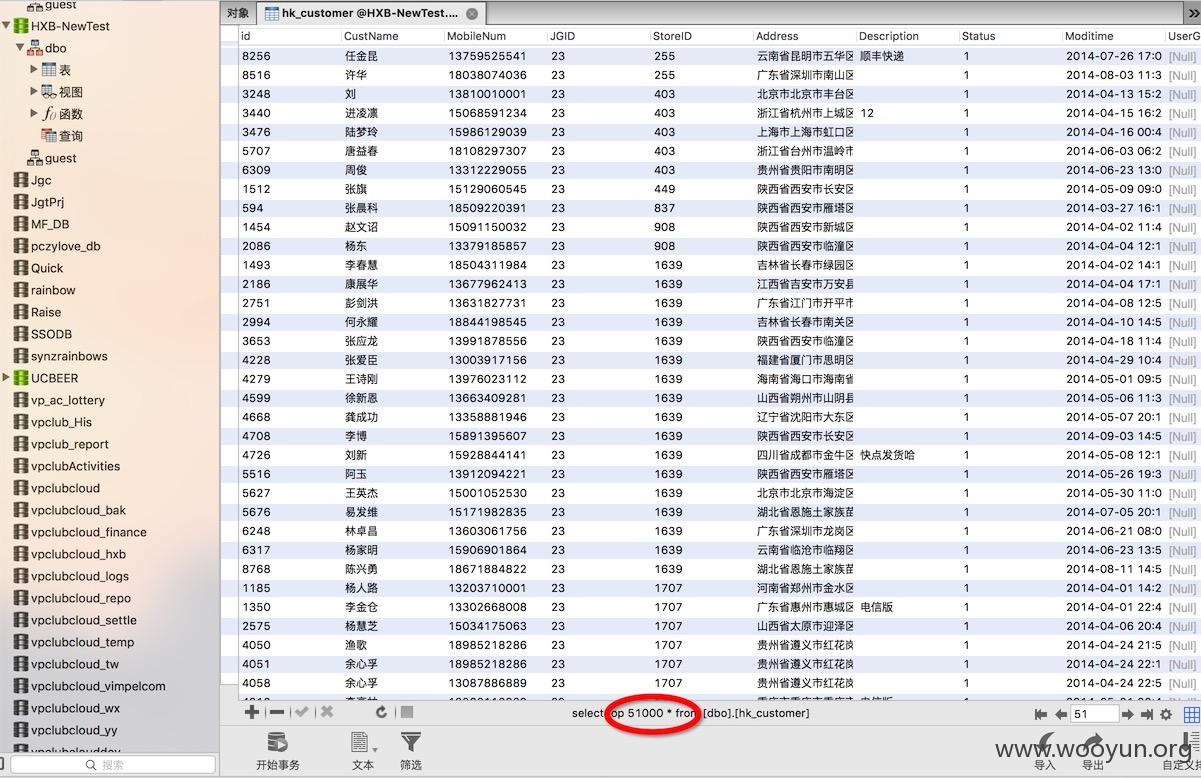 guest
HXB-NewTest
dbo
表
视图
函数
查询
guest
Jgc
JgtPrj
MF_DB
pczylove_db
Quick
rainbow
Raise
SSODB
synzrainbows
UCBEER
vp_ac_lottery
vpclub_His
vpclub_report
vpclubActivities
vpclubcloud
vpclubcloud_bak
vpclubcloud_finance
vpclubcloud_hxb
vpclubcloud_logs
vpclubcloud_repo
vpclubcloud_settle
vpclubcloud_temp
vpclubcloud_tw
vpclubcloud_vimpelcom
vpclubcloud_wx
vpclubcloud_yy
搜索
对象 hk_customer @HXB-NewTest....
id CustName MobileNum JGID StoreID Address Description Status Moditime UserG
8256 任金昆 13759525541 23 255 云南省昆明市五华区 顺丰快递 1 2014-07-26 17:0 [Null]
8516 许华 18038074036 23 255 广东省深圳市南山区 1 2014-08-03 11:3 [Null]
3248 刘 13810010001 23 403 北京市北京市丰台区 1 2014-04-13 15:2 [Null]
3440 进凌凛 15068591234 23 403 浙江省杭州市上城区 12 1 2014-04-15 16:2 [Null]
3476 陆梦玲 15986129039 23 403 上海市上海市虹口区 1 2014-04-16 00:4 [Null]
5707 唐益春 18108297307 23 403 浙江省台州市温岭市 1 2014-06-03 06:2 [Null]
6309 周俊 13312229055 23 403 贵州省贵阳市南明区 1 2014-06-23 13:0 [Null]
1512 张旗 15129060545 23 449 陕西省西安市长安区 1 2014-05-09 09:0 [Null]
594 张晨科 18509220391 23 837 陕西省西安市雁塔区 1 2014-03-27 16:1 [Null]
1454 赵文诏 15091150032 23 908 陕西省西安市新城区 1 2014-04-02 11:4 [Null]
2086 杨东 13379185857 23 908 陕西省西安市临潼区 1 2014-04-04 12:1 [Null]
1493 李春慧 18504311984 23 1639 吉林省长春市绿园区 1 2014-04-02 14:1 [Null]
2186 康展华 13677962413 23 1639 江西省吉安市万安县 1 2014-04-04 17:1 [Null]
2751 彭剑洪 13631827731 23 1639 广东省江门市开平市 1 2014-04-08 12:5 [Null]
2994 何永耀 18844198545 23 1639 吉林省长春市南关区 1 2014-04-10 14:5 [Null]
3653 张应龙 13991878556 23 1639 陕西省西安市临潼区 1 2014-04-18 11:4 [Null]
4228 张爱臣 13003917156 23 1639 福建省厦门市思明区 1 2014-04-29 10:4 [Null]
4279 王诗刚 13976023112 23 1639 海南省海口市海南省 1 2014-05-01 09:5 [Null]
4599 徐新恩 13663409281 23 1639 山西省朔州市山阴县 1 2014-05-06 11:3 [Null]
4668 龚成功 13358881946 23 1639 辽宁省沈阳市大东区 1 2014-05-07 20:1 [Null]
4708 李博 15891395607 23 1639 陕西省西安市长安区 1 2014-09-03 14:5 [Null]
4726 刘新 15928844141 23 1639 四川省成都市金牛区 快点发货哈 1 2014-05-08 12:1 [Null]
5516 阿玉 13912094221 23 1639 陕西省西安市雁塔区 1 2014-05-26 19:3 [Null]
5627 王英杰 15001052530 23 1639 北京市北京市海淀区 1 2014-05-30 11:0 [Null]
5676 易发维 15171982835 23 1639 湖北省恩施土家族苗 1 2014-07-05 20:1 [Null]
6248 林卓昌 13603061756 23 1639 广东省深圳市龙岗区 1 2014-06-21 08:0 [Null]
6317 杨家明 15906901864 23 1639 云南省临沧市临翔区 1 2014-06-23 13:5 [Null]
8768 陈兴勇 18671884822 23 1639 湖北省恩施土家族苗 1 2014-08-11 14:5 [Null]
1185 杨人路 13203710001 23 1707 河南省郑州市金水区 1 2014-04-01 14:2 [Null]
1350 李金仓 13302668008 23 1707 广东省惠州市惠城区 电信版 1 2014-04-01 22:4 [Null]
2575 杨慧芝 15034175063 23 1707 山西省太原市迎泽区 1 2014-04-06 20:4 [Null]
4050 渔歌 18985218286 23 1707 贵州省遵义市红花岗 1 2014-04-24 21:5 [Null]
4051 余心孚 18985218286 23 1707 贵州省遵义市红花岗 1 2014-04-24 22:1 [Null]
4058 余心孚 13087886889 23 1707 贵州省遵义市红花岗 1 2014-04-24 22:5 [Null]
select op 51000 * from [dbo].[hk_customer] 51
开始事务 文本 筛选 导入 导出 自定义
www.wooyun.org